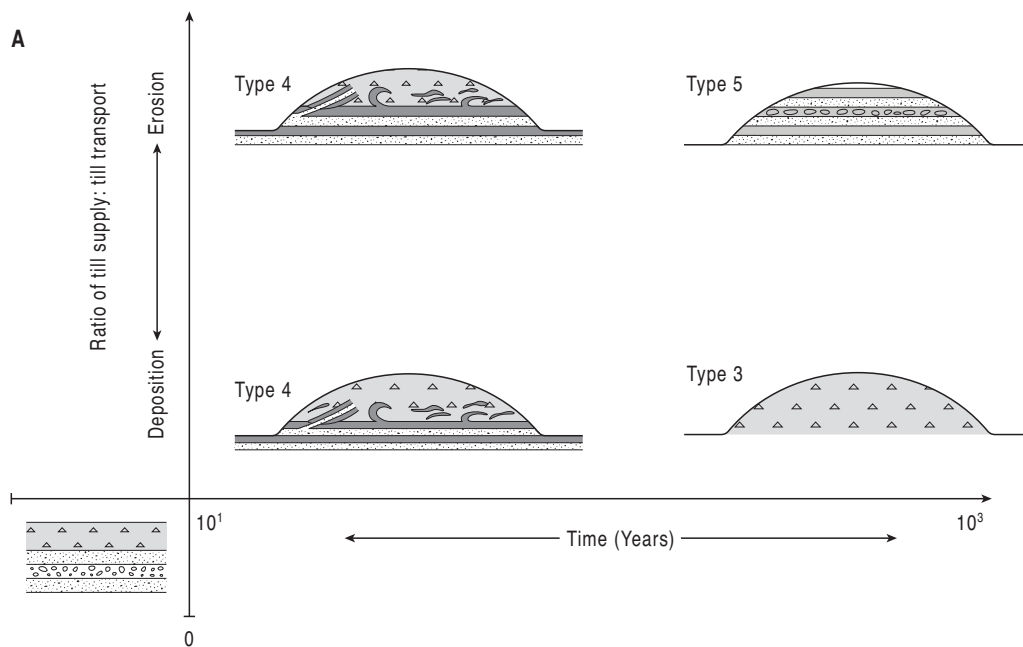 A
Ratio of till supply: till transport
Erosion
Deposition
Type 4
Type 5
Type 4
Type 3
10¹
10³
Time (Years)
0